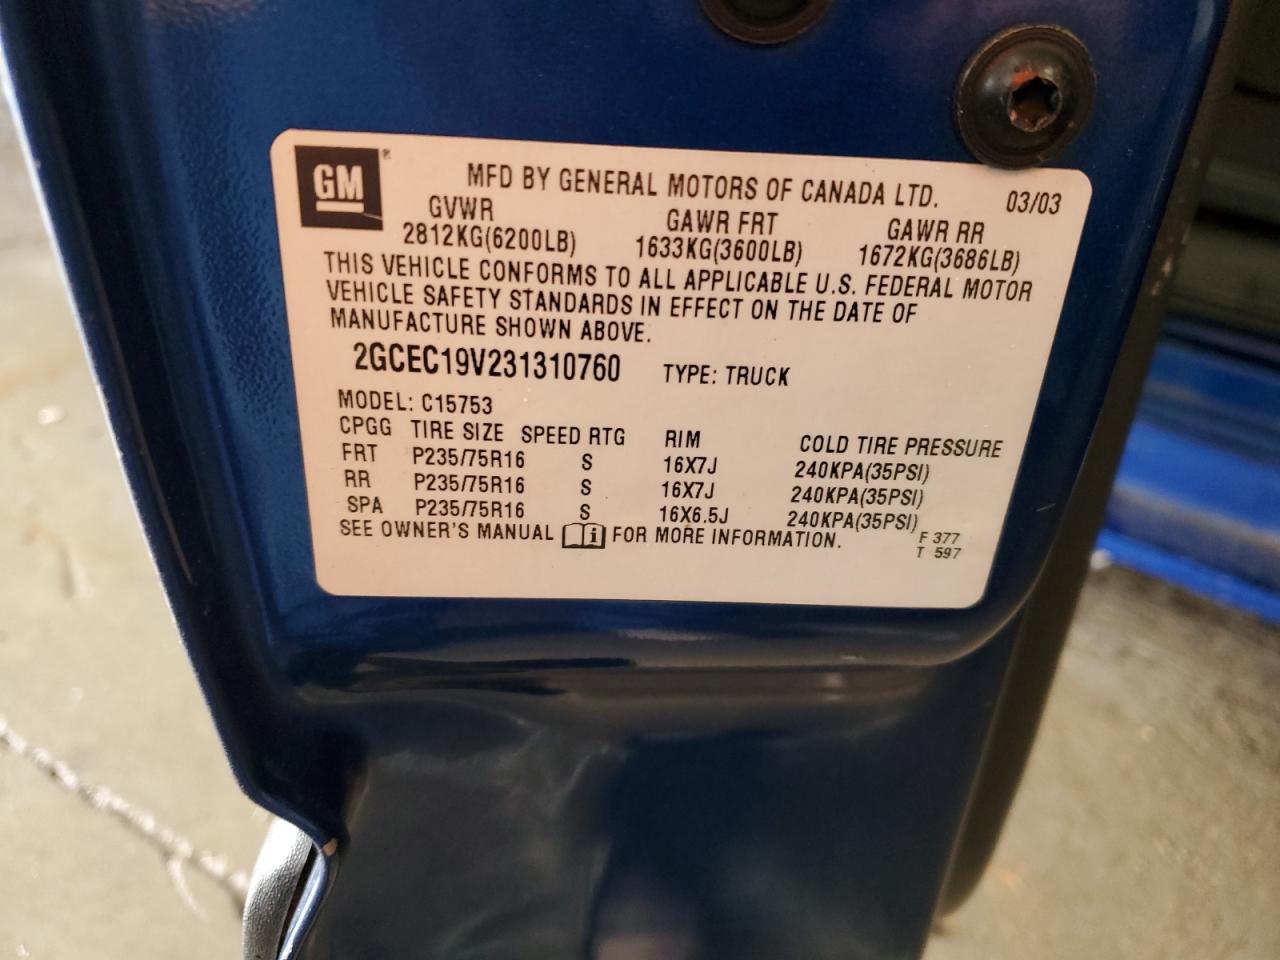 GM®
MFD BY GENERAL MOTORS OF CANADA LTD. 03/03
GVWR GAWR FRT GAWR RR
2812KG(6200LB) 1633KG(3600LB) 1672KG(3686LB)
THIS VEHICLE CONFORMS TO ALL APPLICABLE U.S. FEDERAL MOTOR
VEHICLE SAFETY STANDARDS IN EFFECT ON THE DATE OF
MANUFACTURE SHOWN ABOVE.
2GCEC19V231310760 TYPE: TRUCK
MODEL: C15753
CPGG TIRE SIZE SPEED RTG RIM COLD TIRE PRESSURE
FRT P235/75R16 S 16X7J 240KPA(35PSI)
RR P235/75R16 S 16X7J 240KPA(35PSI)
SPA P235/75R16 S 16X6.5J 240KPA(35PSI)
SEE OWNER'S MANUAL i FOR MORE INFORMATION. F 377
T 597